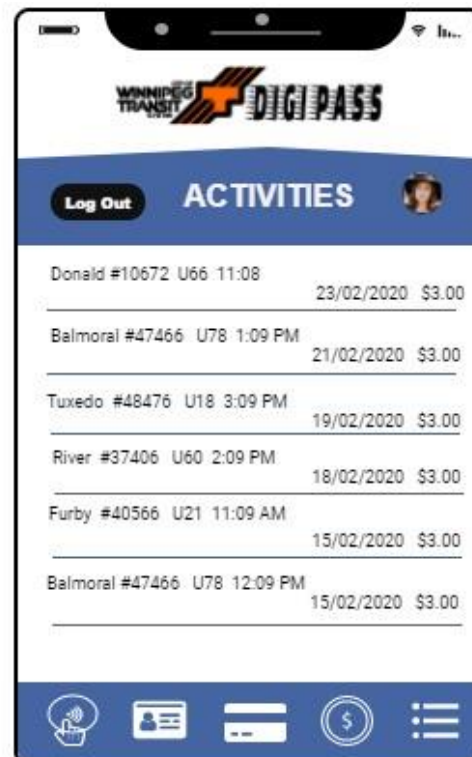 WINNIPEG
TRANSIT
DIGI PASS
Log Out
ACTIVITIES
Donald #10672 U66 11:08
23/02/2020 $3.00
Balmoral #47466 U78 1:09 PM
21/02/2020 $3.00
Tuxedo #48476 U18 3:09 PM
19/02/2020 $3.00
River #37406 U60 2:09 PM
18/02/2020 $3.00
Furby #40566 U21 11:09 AM
15/02/2020 $3.00
Balmoral #47466 U78 12:09 PM
15/02/2020 $3.00
$